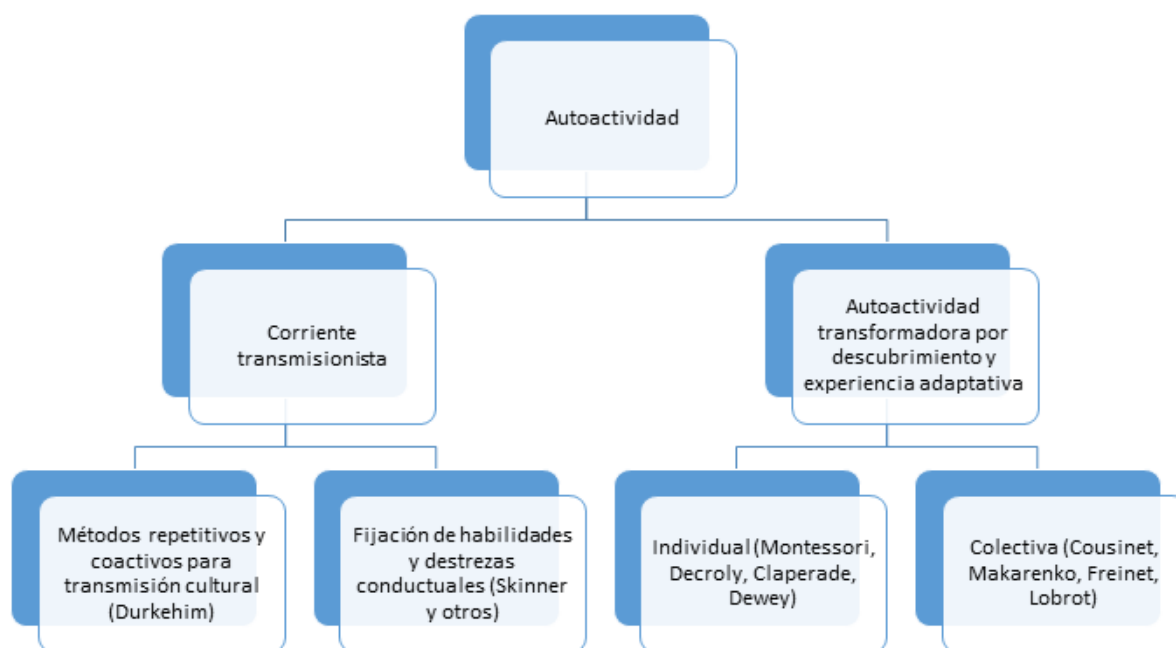 Autoactividad
Corriente
transmisionista
Autoactividad
transformadora por
descubrimiento y
experiencia adaptativa
Métodos repetitivos y
coactivos para
transmisión cultural
(Durkehim)
Fijación de habilidades
y destrezas
conductuales (Skinner
y otros)
Individual (Montessori,
Decroly, Claperade,
Dewey)
Colectiva (Cousinet,
Makarenko, Freinet,
Lobrot)